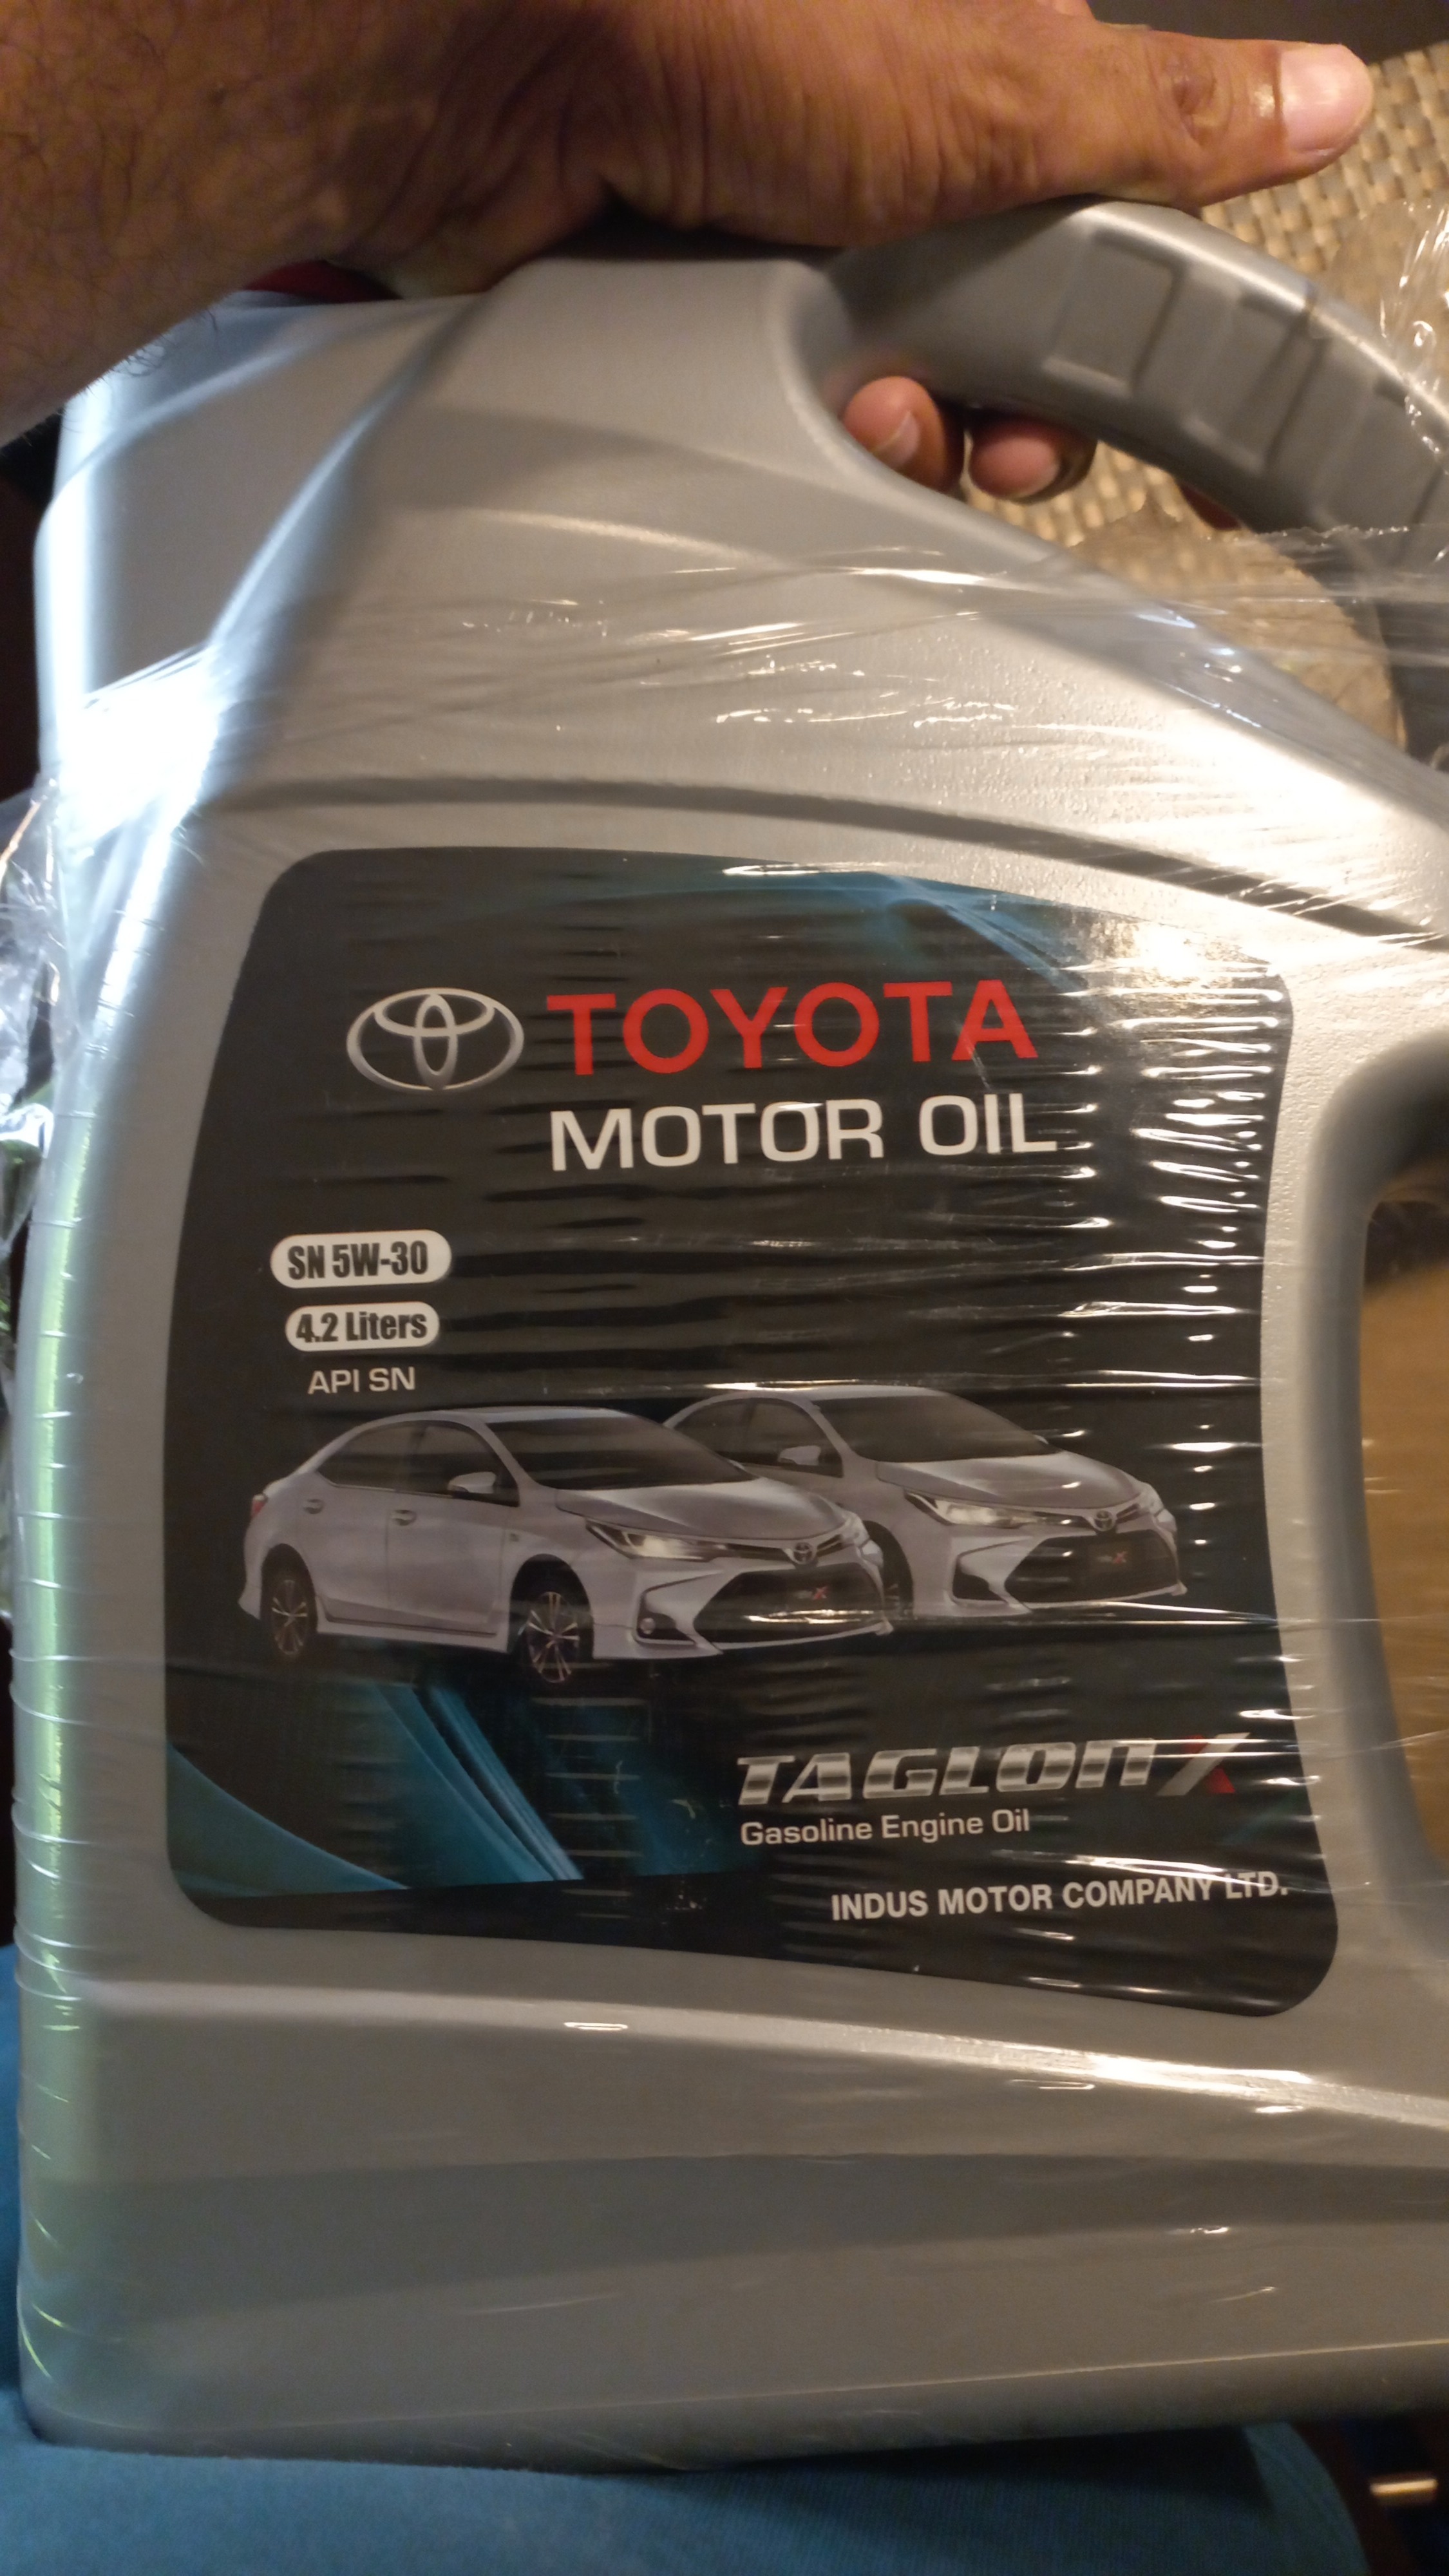 TOYOTA
MOTOR OIL
SN 5W-30
4.2 Liters
API SN
TAGLON X
Gasoline Engine Oil
INDUS MOTOR COMPANY LTD.